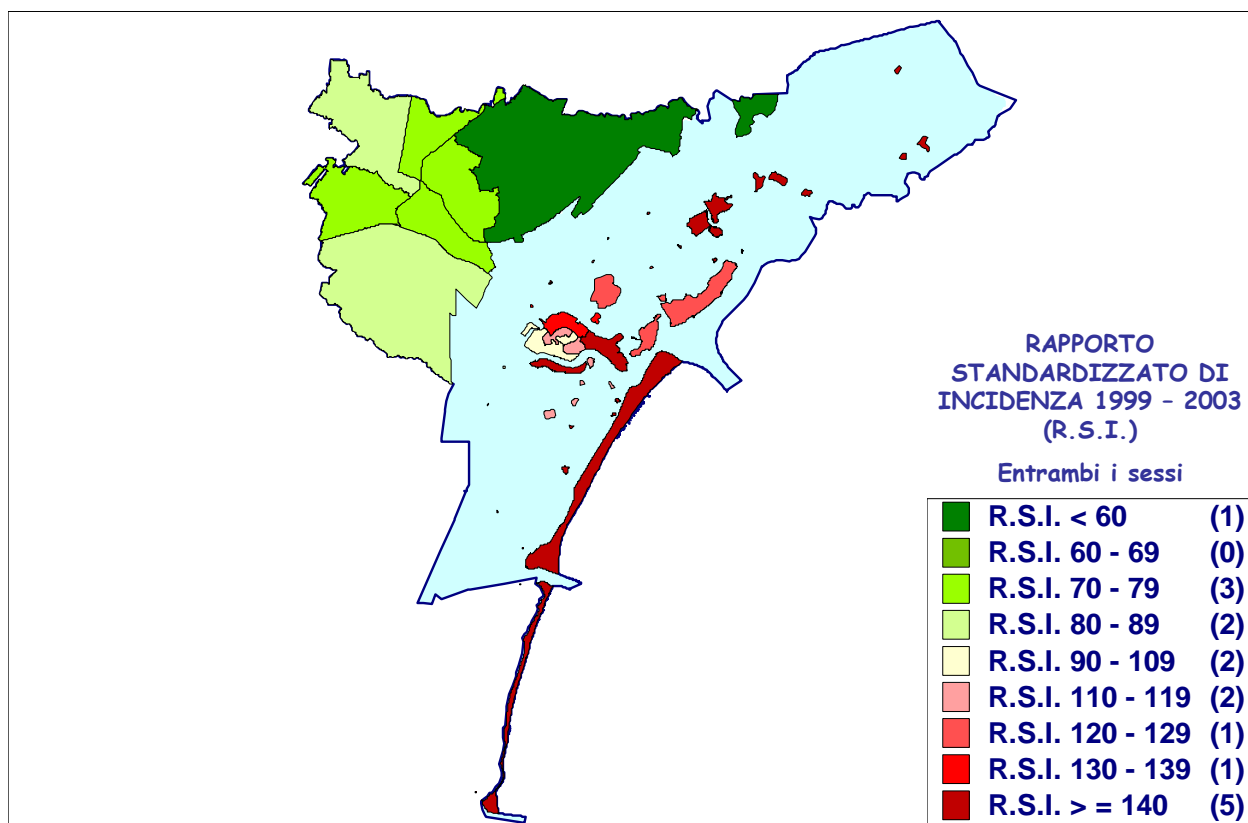 RAPPORTO
STANDARDIZZATO DI
INCIDENZA 1999 - 2003
(R.S.I.)
Entrambi i sessi
R.S.I. < 60 (1)
R.S.I. 60 - 69 (0)
R.S.I. 70 - 79 (3)
R.S.I. 80 - 89 (2)
R.S.I. 90 - 109 (2)
R.S.I. 110 - 119 (2)
R.S.I. 120 - 129 (1)
R.S.I. 130 - 139 (1)
R.S.I. > = 140 (5)